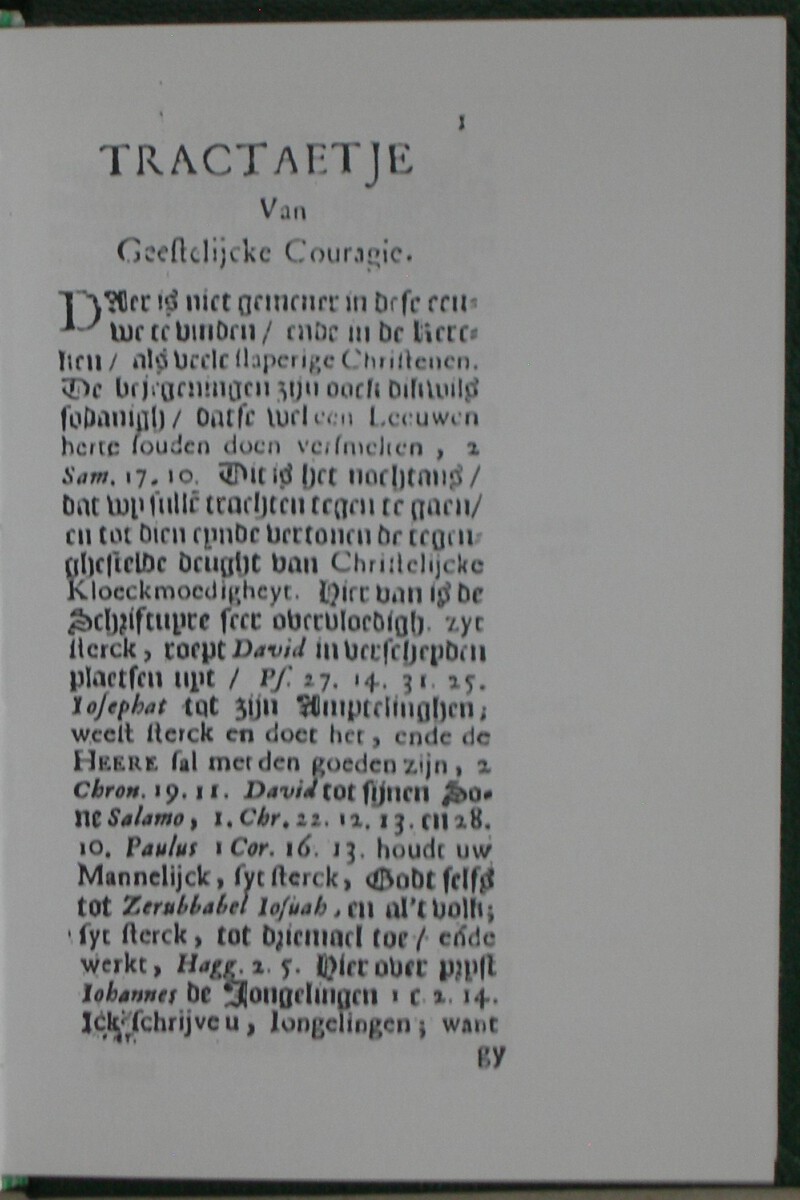 1
TRACTAETJE
Van
Geestelijcke Couragie.
DAer is niet gemener in dese eeu-
we te vinden / ende in de Kerc-
ken / als veele slaperige Christenen.
De bejegeningen zijn oock dikwils
sodanigh / datse wel een Leeuwen
herte souden doen versmelten , 2
Sam. 17. 10. Dit is het nochtans /
dat wy sullē trachten tegen te gaen/
en tot dien eynde vertonen de tegen-
ghestelde deught van Christelijcke
Kloeckmoedigheyt. Hier van is de
Schriftuyre seer overvloedigh. zyt
sterck , roept David in verscheyden
plaetsen uyt / Ps. 27. 14. 31. 25.
Iosephat tot zijn Amptelinghen;
weest sterck en doet het , ende de
HEERE sal met den goeden zijn , 2
Chron. 19. 11. David tot sijnen So-
ne Salamo , 1. Chr. 22. 12. 13. en 28.
10. Paulus 1 Cor. 16. 13. houdt uw
Mannelijck , syt sterck , Godt selfs
tot Zerubbabel Iosuah , en al't volk;
syt sterck , tot driemael toe / ende
werkt , Hagg. 2. 5. Hier over prijst
Iohannes de Jongelingen 1 c 2. 14.
Ick schrijve u , Iongelingen ; want
gy